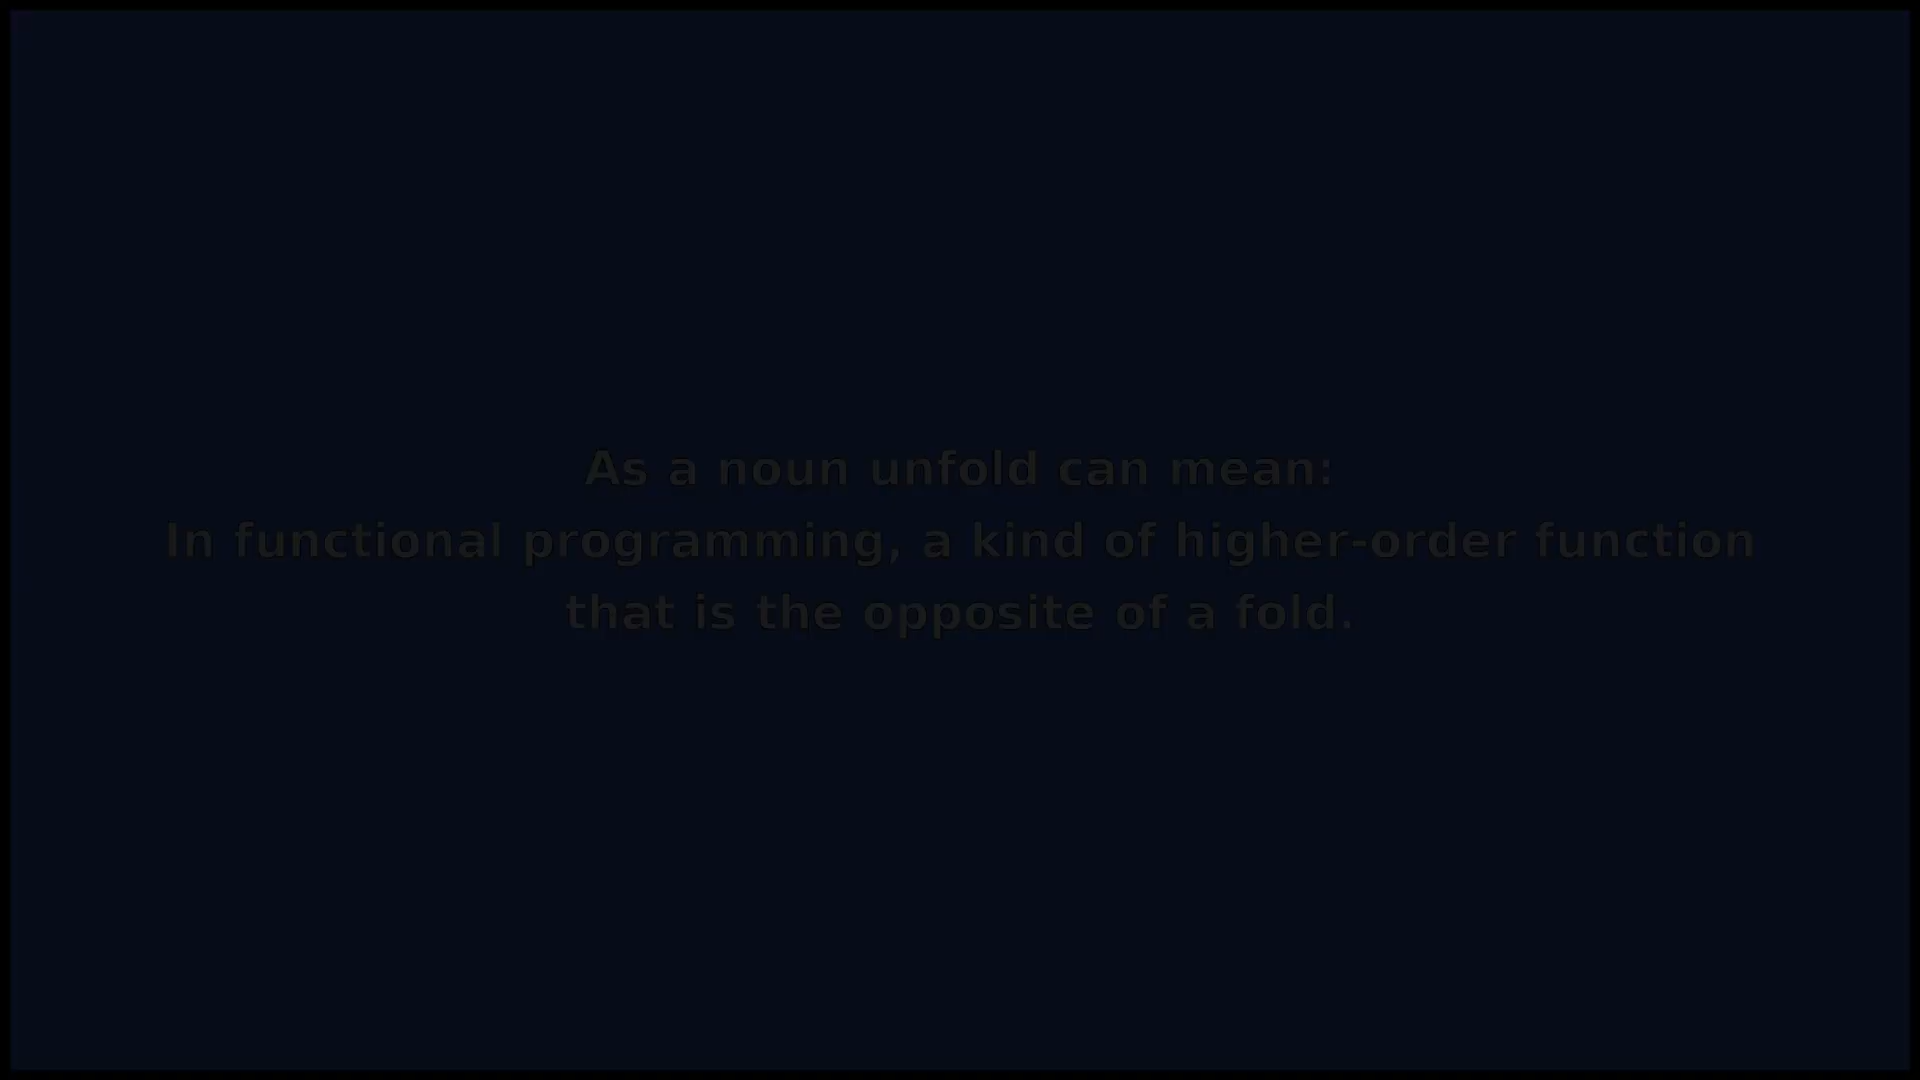 As a noun unfold can mean:
In functional programming, a kind of higher-order function
that is the opposite of a fold.